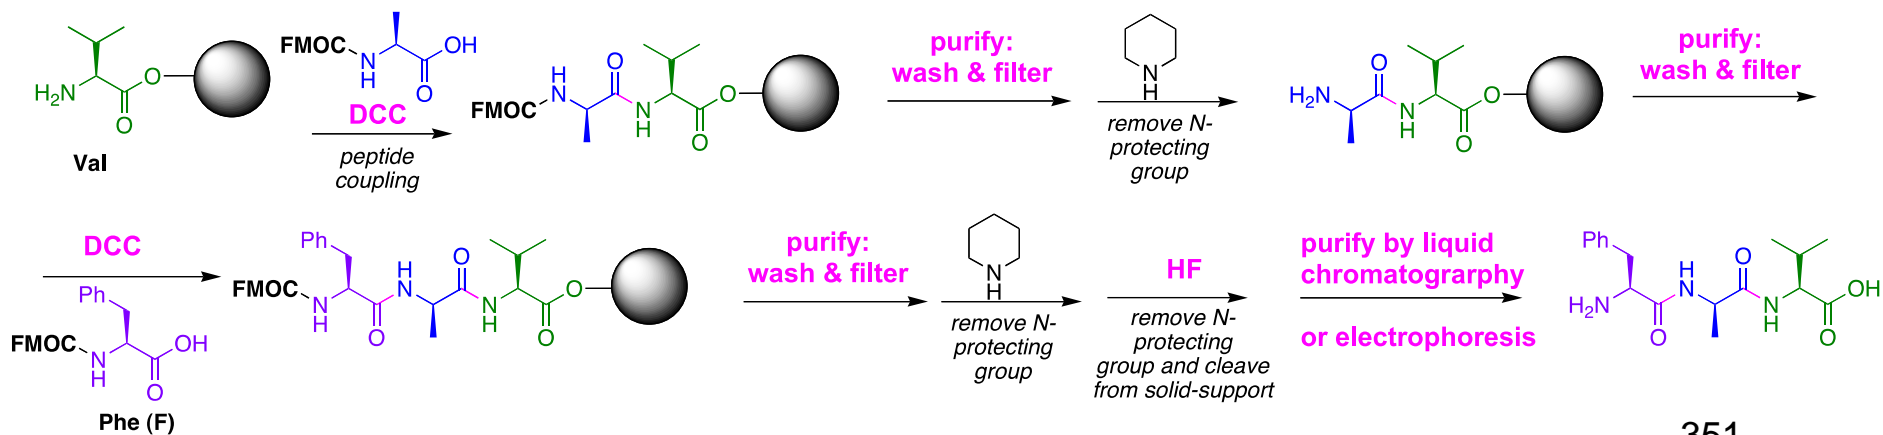 FMOC
N
H
OH
O
H2N
O
O
Val
DCC
peptide
coupling
FMOC
H
N
O
N
H
O
O
purify:
wash & filter
N
H
remove N-
protecting
group
H2N
O
N
H
O
O
purify:
wash & filter
DCC
Ph
FMOC
N
H
OH
O
Phe (F)
Ph
FMOC
N
H
O
H
N
O
N
H
O
O
purify:
wash & filter
N
H
remove N-
protecting
group
HF
remove N-
protecting
group and cleave
from solid-support
purify by liquid
chromatograrphy
or electrophoresis
Ph
H2N
O
H
N
O
N
H
O
OH